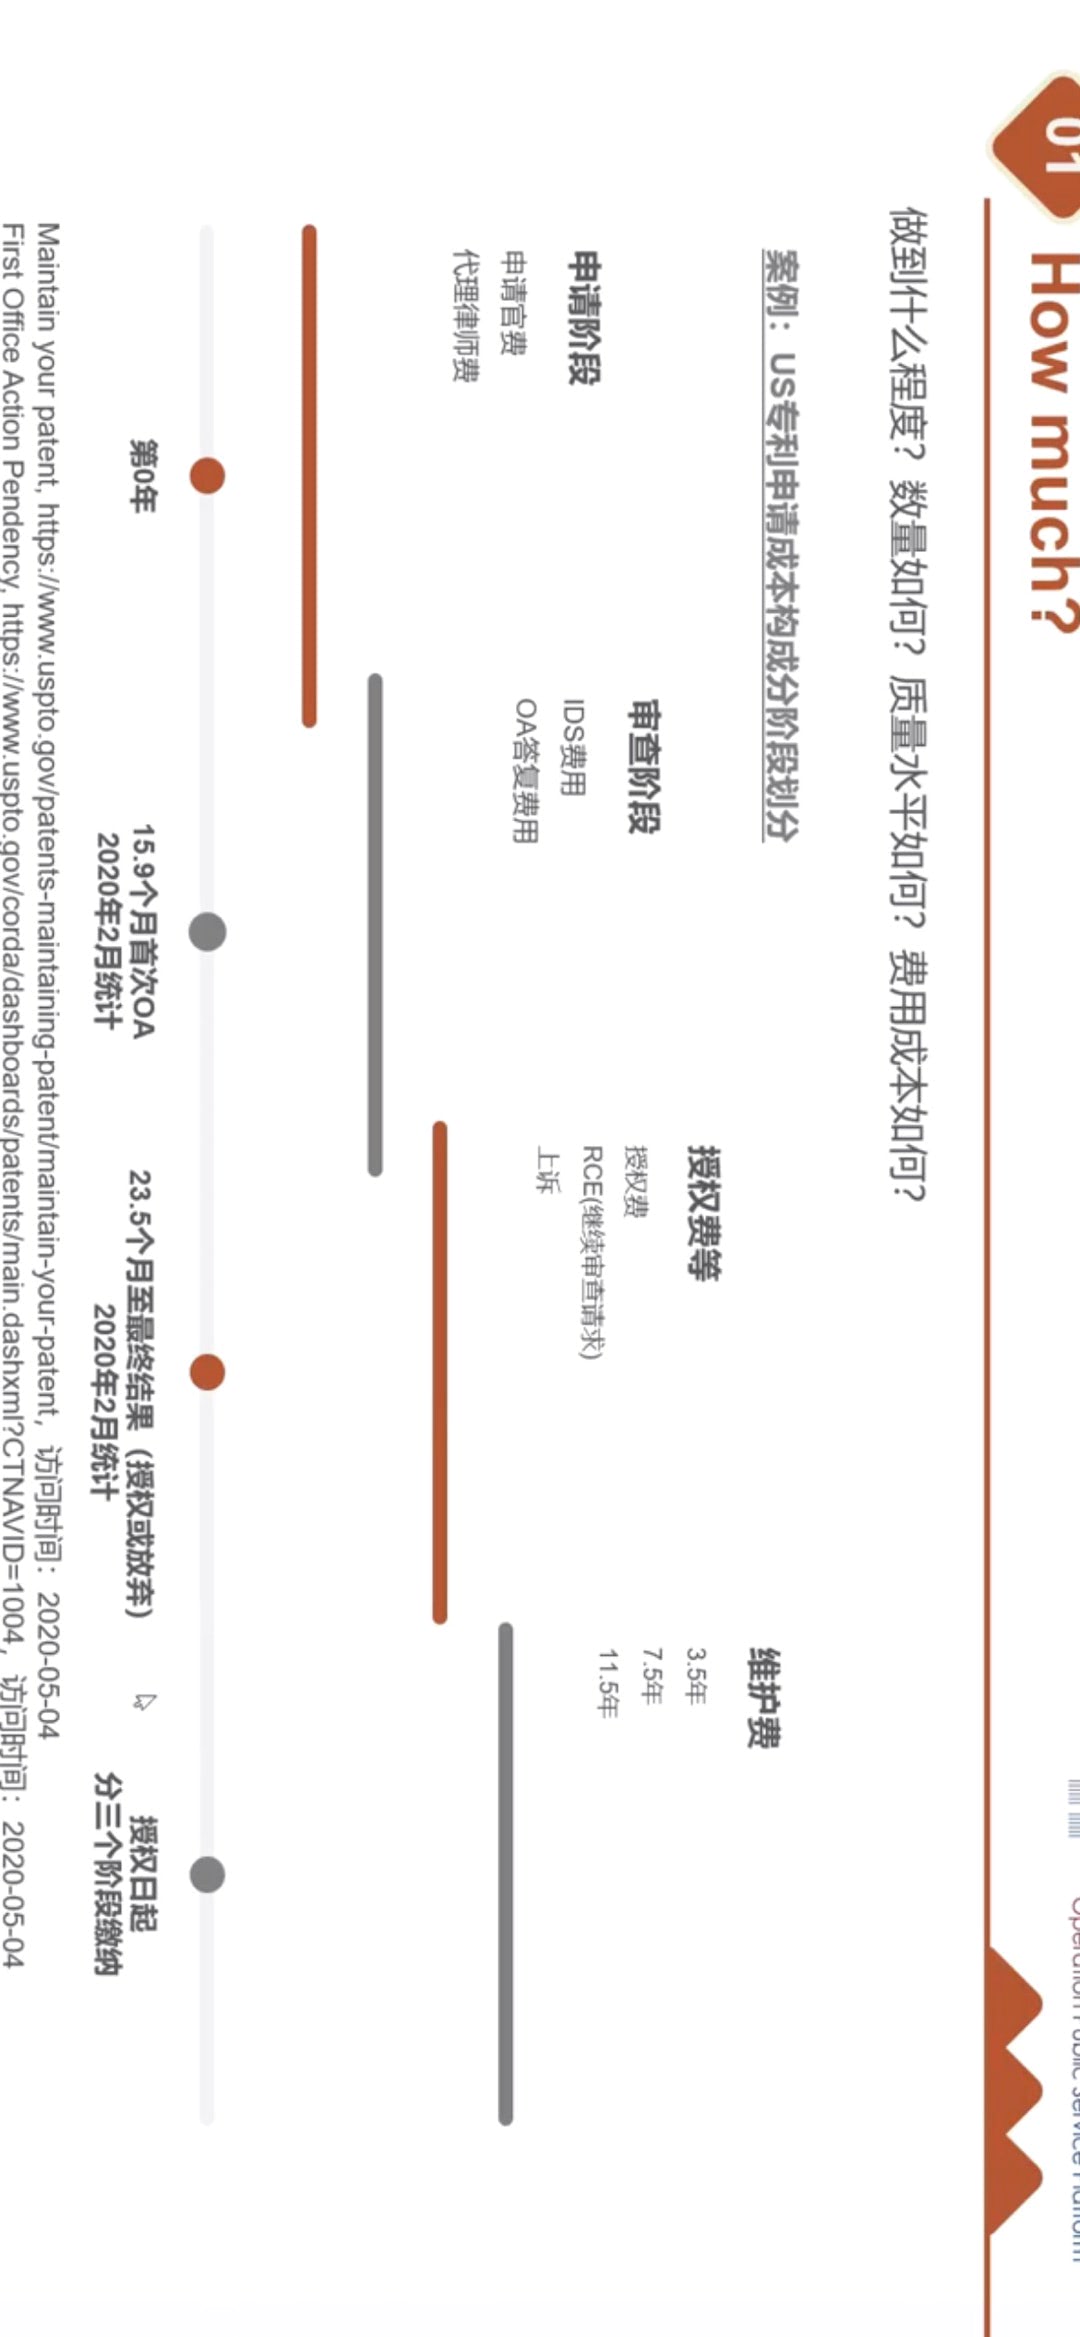 01
How much?
Operation Public Service Platform
做到什么程度？数量如何？质量水平如何？费用成本如何？
案例：US专利申请成本构成分阶段划分
申请阶段
申请官费
代理律师费
审查阶段
IDS费用
OA答复费用
授权费等
授权费
RCE(继续审查请求)
上诉
维护费
3.5年
7.5年
11.5年
第0年
15.9个月首次OA
2020年2月统计
23.5个月至最终结果（授权或放弃）
2020年2月统计
授权日起
分三个阶段缴纳
Maintain your patent, https://www.uspto.gov/patents-maintaining-patent/maintain-your-patent，访问时间：2020-05-04
First Office Action Pendency, https://www.uspto.gov/corda/dashboards/patents/main.dashxml?CTNAVID=1004，访问时间：2020-05-04